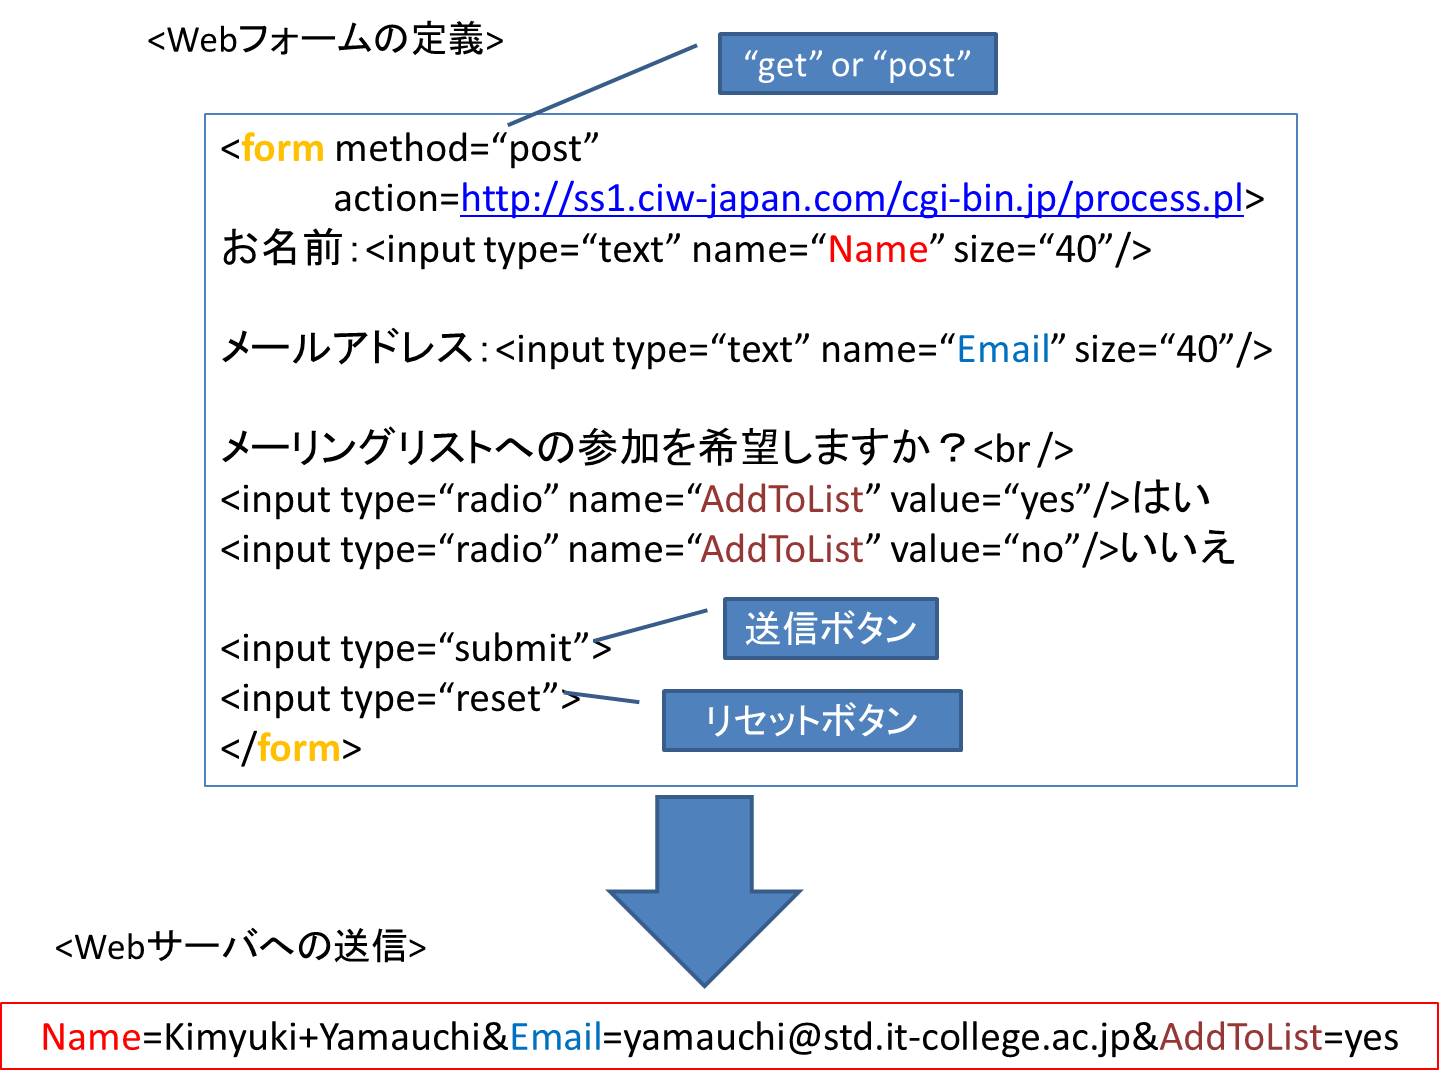 <Webフォームの定義>
“get” or “post”
<form method=“post”
action=http://ss1.ciw-japan.com/cgi-bin.jp/process.pl>
お名前：<input type=“text” name=“Name” size=“40”/>
メールアドレス：<input type=“text” name=“Email” size=“40”/>
メーリングリストへの参加を希望しますか？<br />
<input type=“radio” name=“AddToList” value=“yes”/>はい
<input type=“radio” name=“AddToList” value=“no”/>いいえ
<input type=“submit”>
送信ボタン
<input type=“reset”>
リセットボタン
</form>
<Webサーバへの送信>
Name=Kimyuki+Yamauchi&Email=yamauchi@std.it-college.ac.jp&AddToList=yes